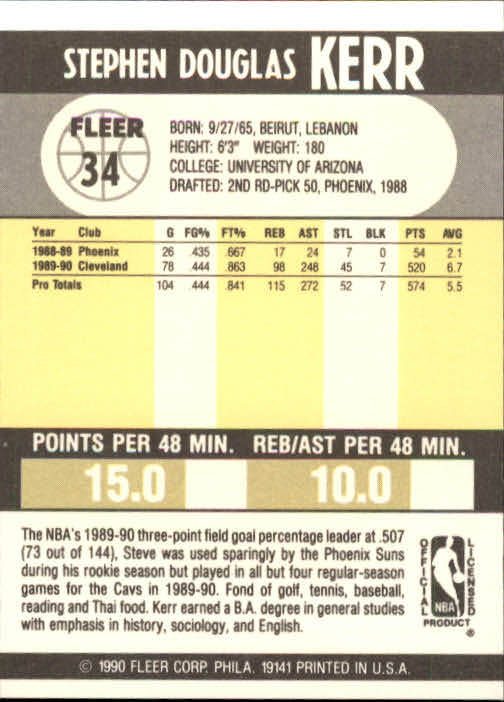 STEPHEN DOUGLAS KERR
FLEER
34
BORN: 9/27/65, BEIRUT, LEBANON
HEIGHT: 6'3" WEIGHT: 180
COLLEGE: UNIVERSITY OF ARIZONA
DRAFTED: 2ND RD-PICK 50, PHOENIX, 1988
Year Club G FG% FT% REB AST STL BLK PTS AVG
1988-89 Phoenix 26 .435 .667 17 24 7 0 54 2.1
1989-90 Cleveland 78 .444 .863 98 248 45 7 520 6.7
Pro Totals 104 .444 .841 115 272 52 7 574 5.5
POINTS PER 48 MIN. REB/AST PER 48 MIN.
15.0 10.0
The NBA's 1989-90 three-point field goal percentage leader at .507
(73 out of 144), Steve was used sparingly by the Phoenix Suns
during his rookie season but played in all but four regular-season
games for the Cavs in 1989-90. Fond of golf, tennis, baseball,
reading and Thai food. Kerr earned a B.A. degree in general studies
with emphasis in history, sociology, and English.
OFFICIAL
LICENSED
NBA
PRODUCT
®
© 1990 FLEER CORP. PHILA. 19141 PRINTED IN U.S.A.